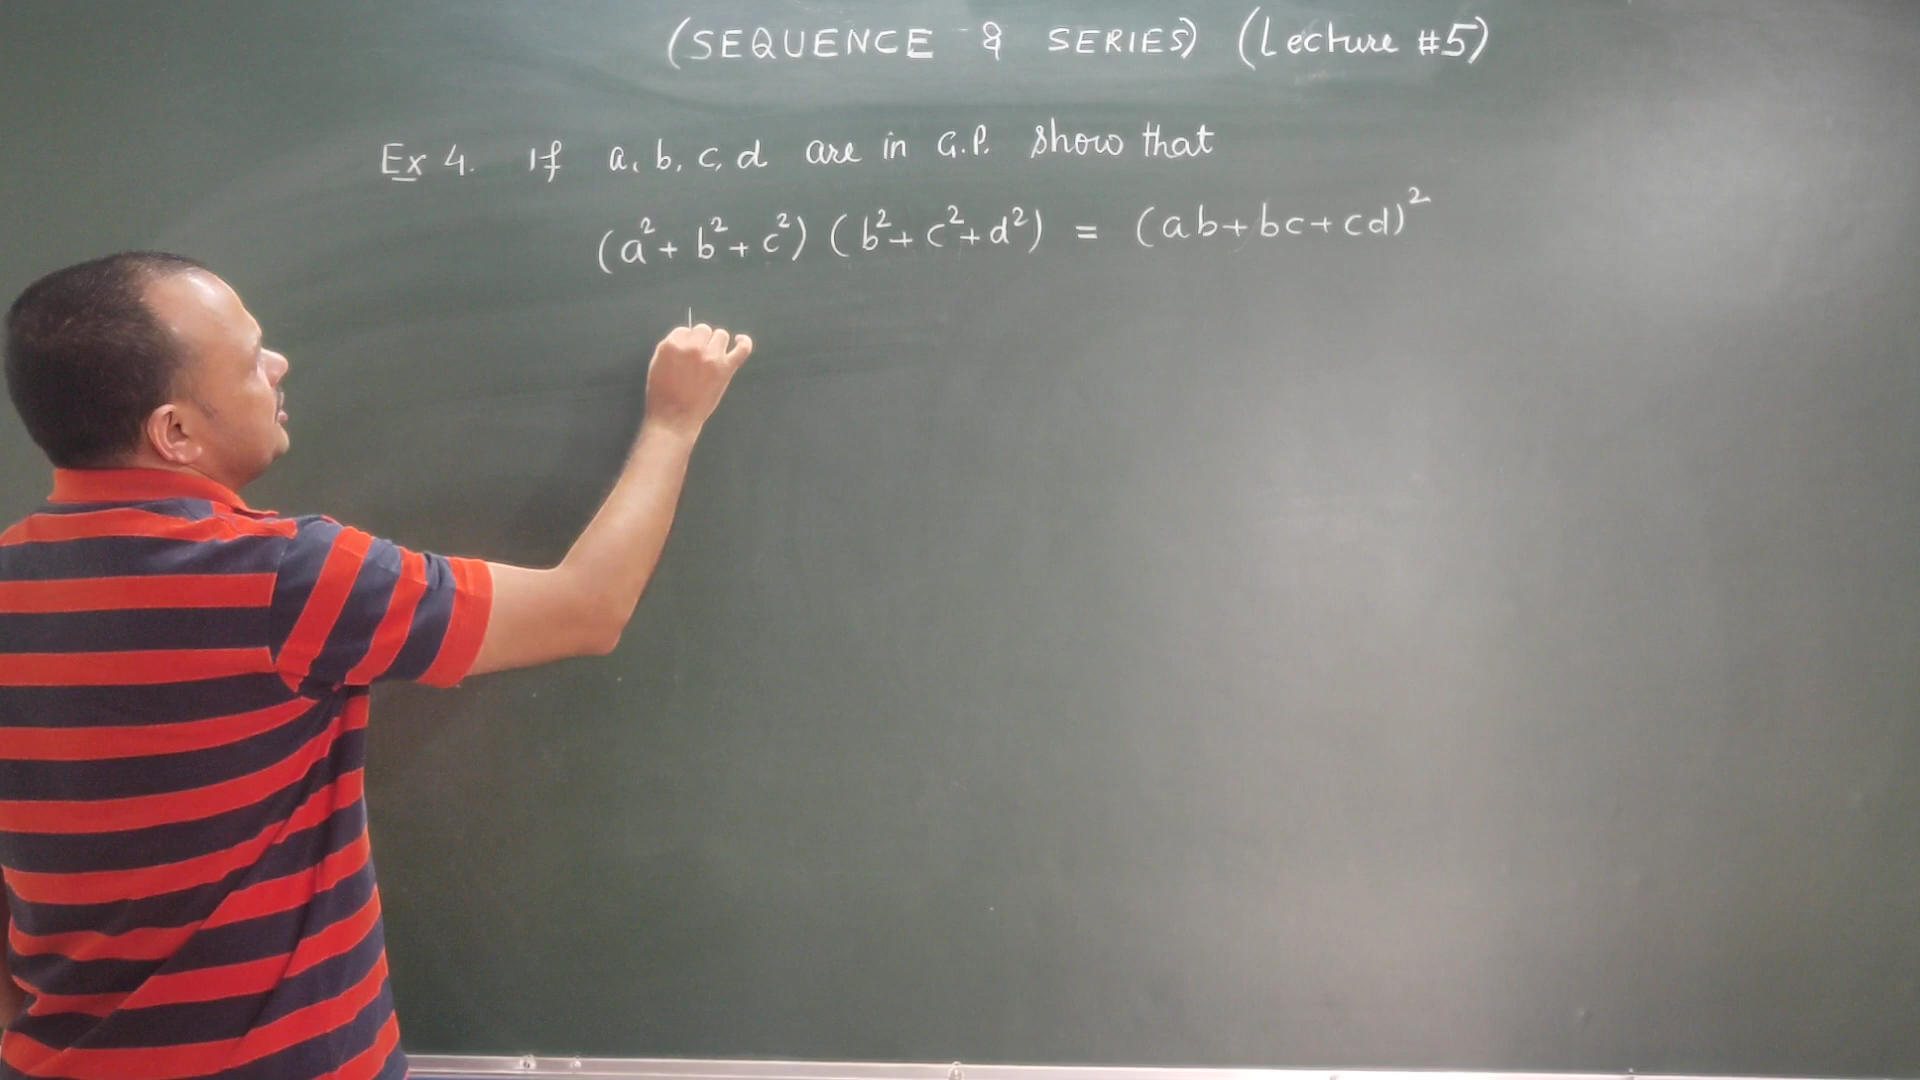 (SEQUENCE & SERIES) (Lecture #5)
Ex 4. If a, b, c, d are in G.P. show that
(a² + b² + c²) (b² + c² + d²) = (ab + bc + cd)²